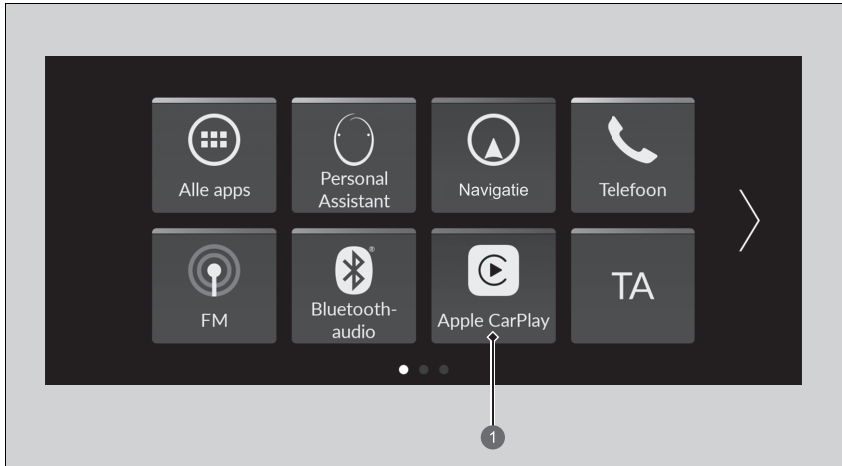 Alle apps
Personal
Assistant
Navigatie
Telefoon
FM
Bluetooth-
audio
Apple CarPlay
TA
®
1